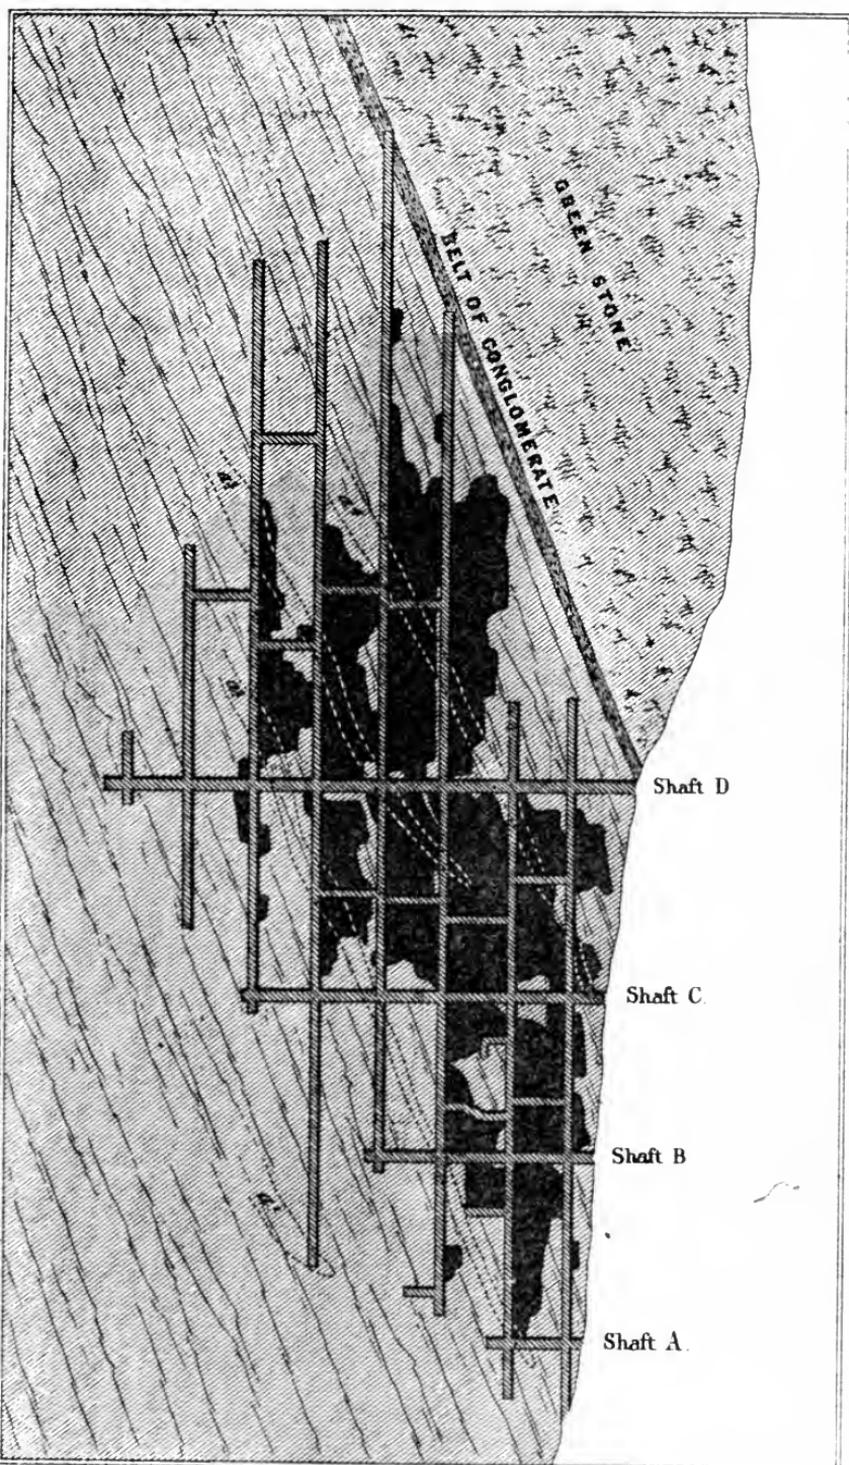 GREEN STONE
BELT OF CONGLOMERATE
Shaft D
Shaft C.
Shaft B
Shaft A.